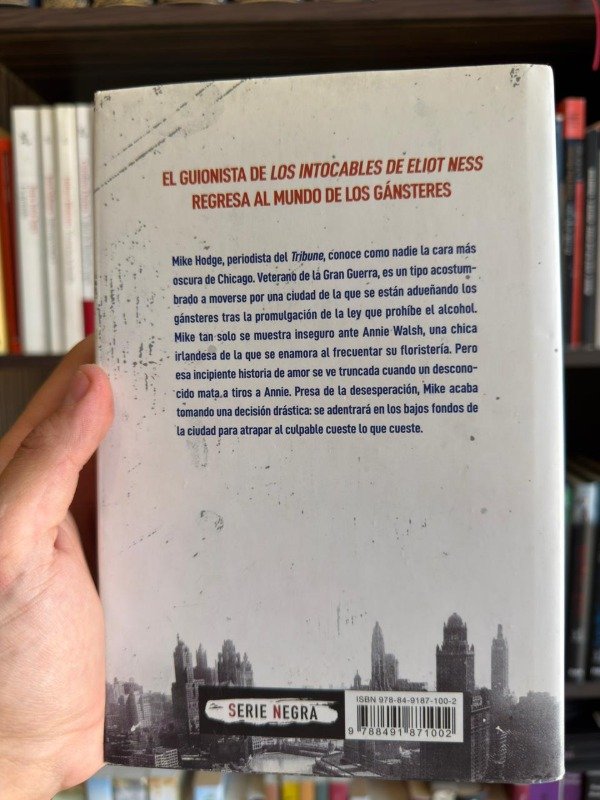 EL GUIONISTA DE LOS INTOCABLES DE ELIOT NESS
REGRESA AL MUNDO DE LOS GÁNSTERES
Mike Hodge, periodista del Tribune, conoce como nadie la cara más
oscura de Chicago. Veterano de la Gran Guerra, es un tipo acostum-
brado a moverse por una ciudad de la que se están adueñando los
gánsteres tras la promulgación de la ley que prohíbe el alcohol.
Mike tan solo se muestra inseguro ante Annie Walsh, una chica
irlandesa de la que se enamora al frecuentar su floristería. Pero
esa incipiente historia de amor se ve truncada cuando un descono-
cido mata a tiros a Annie. Presa de la desesperación, Mike acaba
tomando una decisión drástica: se adentrará en los bajos fondos de
la ciudad para atrapar al culpable cueste lo que cueste.
SERIE NEGRA
ISBN 978-84-9187-100-2
9788491871002